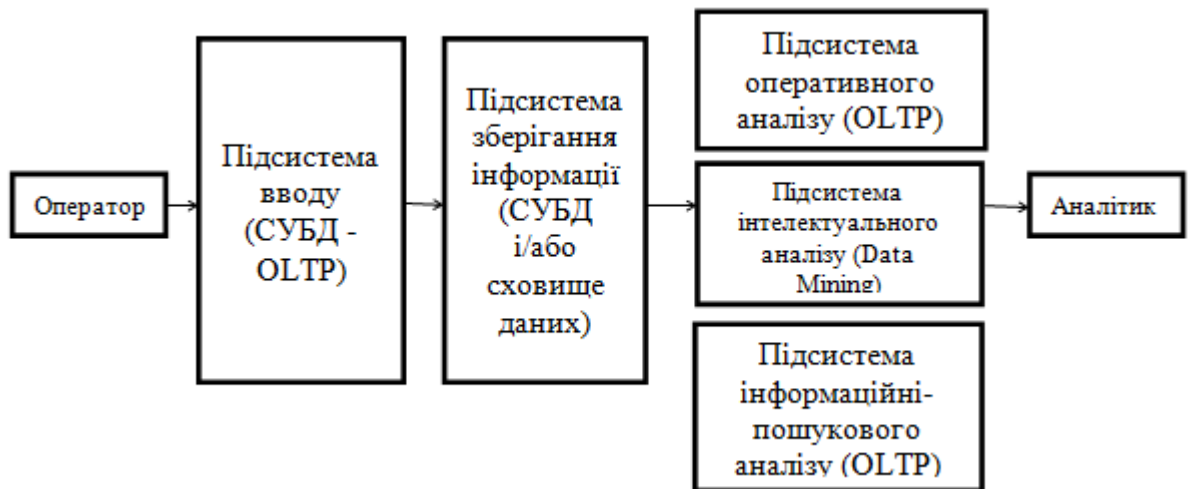 Оператор
Підсистема
вводу
(СУБД -
OLTP)
Підсистема
зберігання
інформації
(СУБД
і/або
сховище
даних)
Підсистема
оперативного
аналізу (OLTP)
Підсистема
інтелектуального
аналізу (Data
Mining)
Підсистема
інформаційні-
пошукового
аналізу (OLTP)
Аналітик